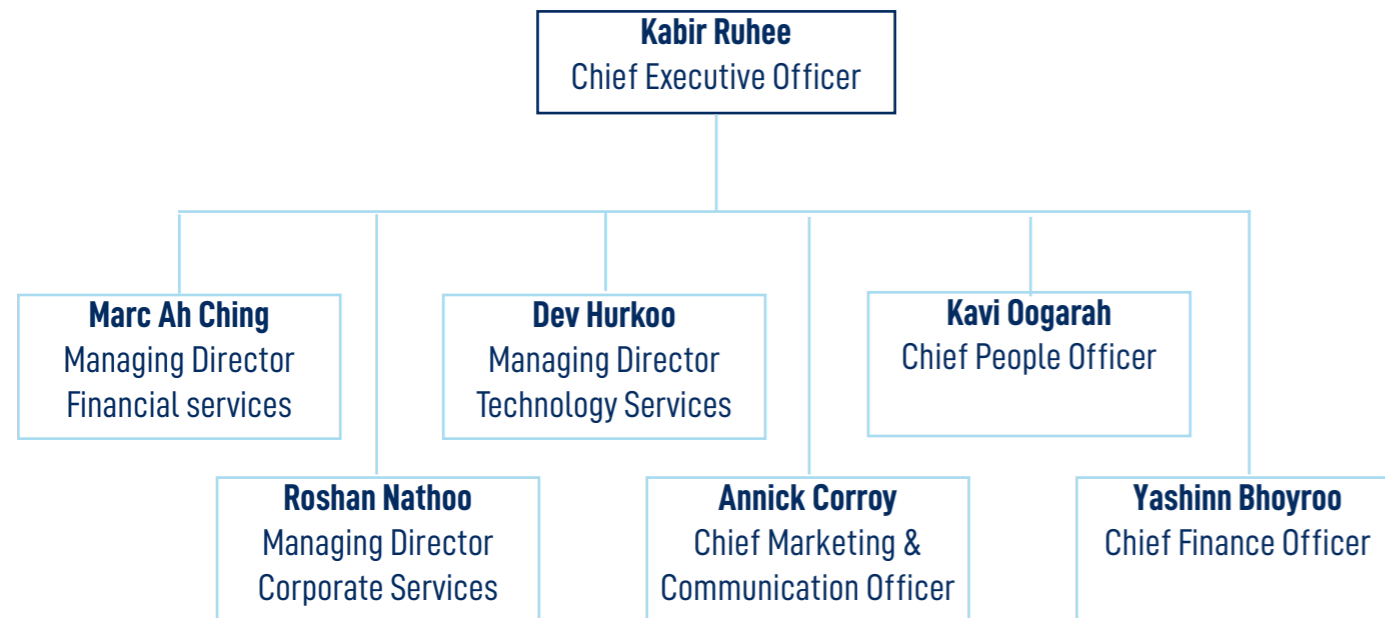 Kabir Ruhee
Chief Executive Officer
Marc Ah Ching
Managing Director
Financial services
Dev Hurkoo
Managing Director
Technology Services
Kavi Oogarah
Chief People Officer
Roshan Nathoo
Managing Director
Corporate Services
Annick Corroy
Chief Marketing &
Communication Officer
Yashinn Bhoyroo
Chief Finance Officer